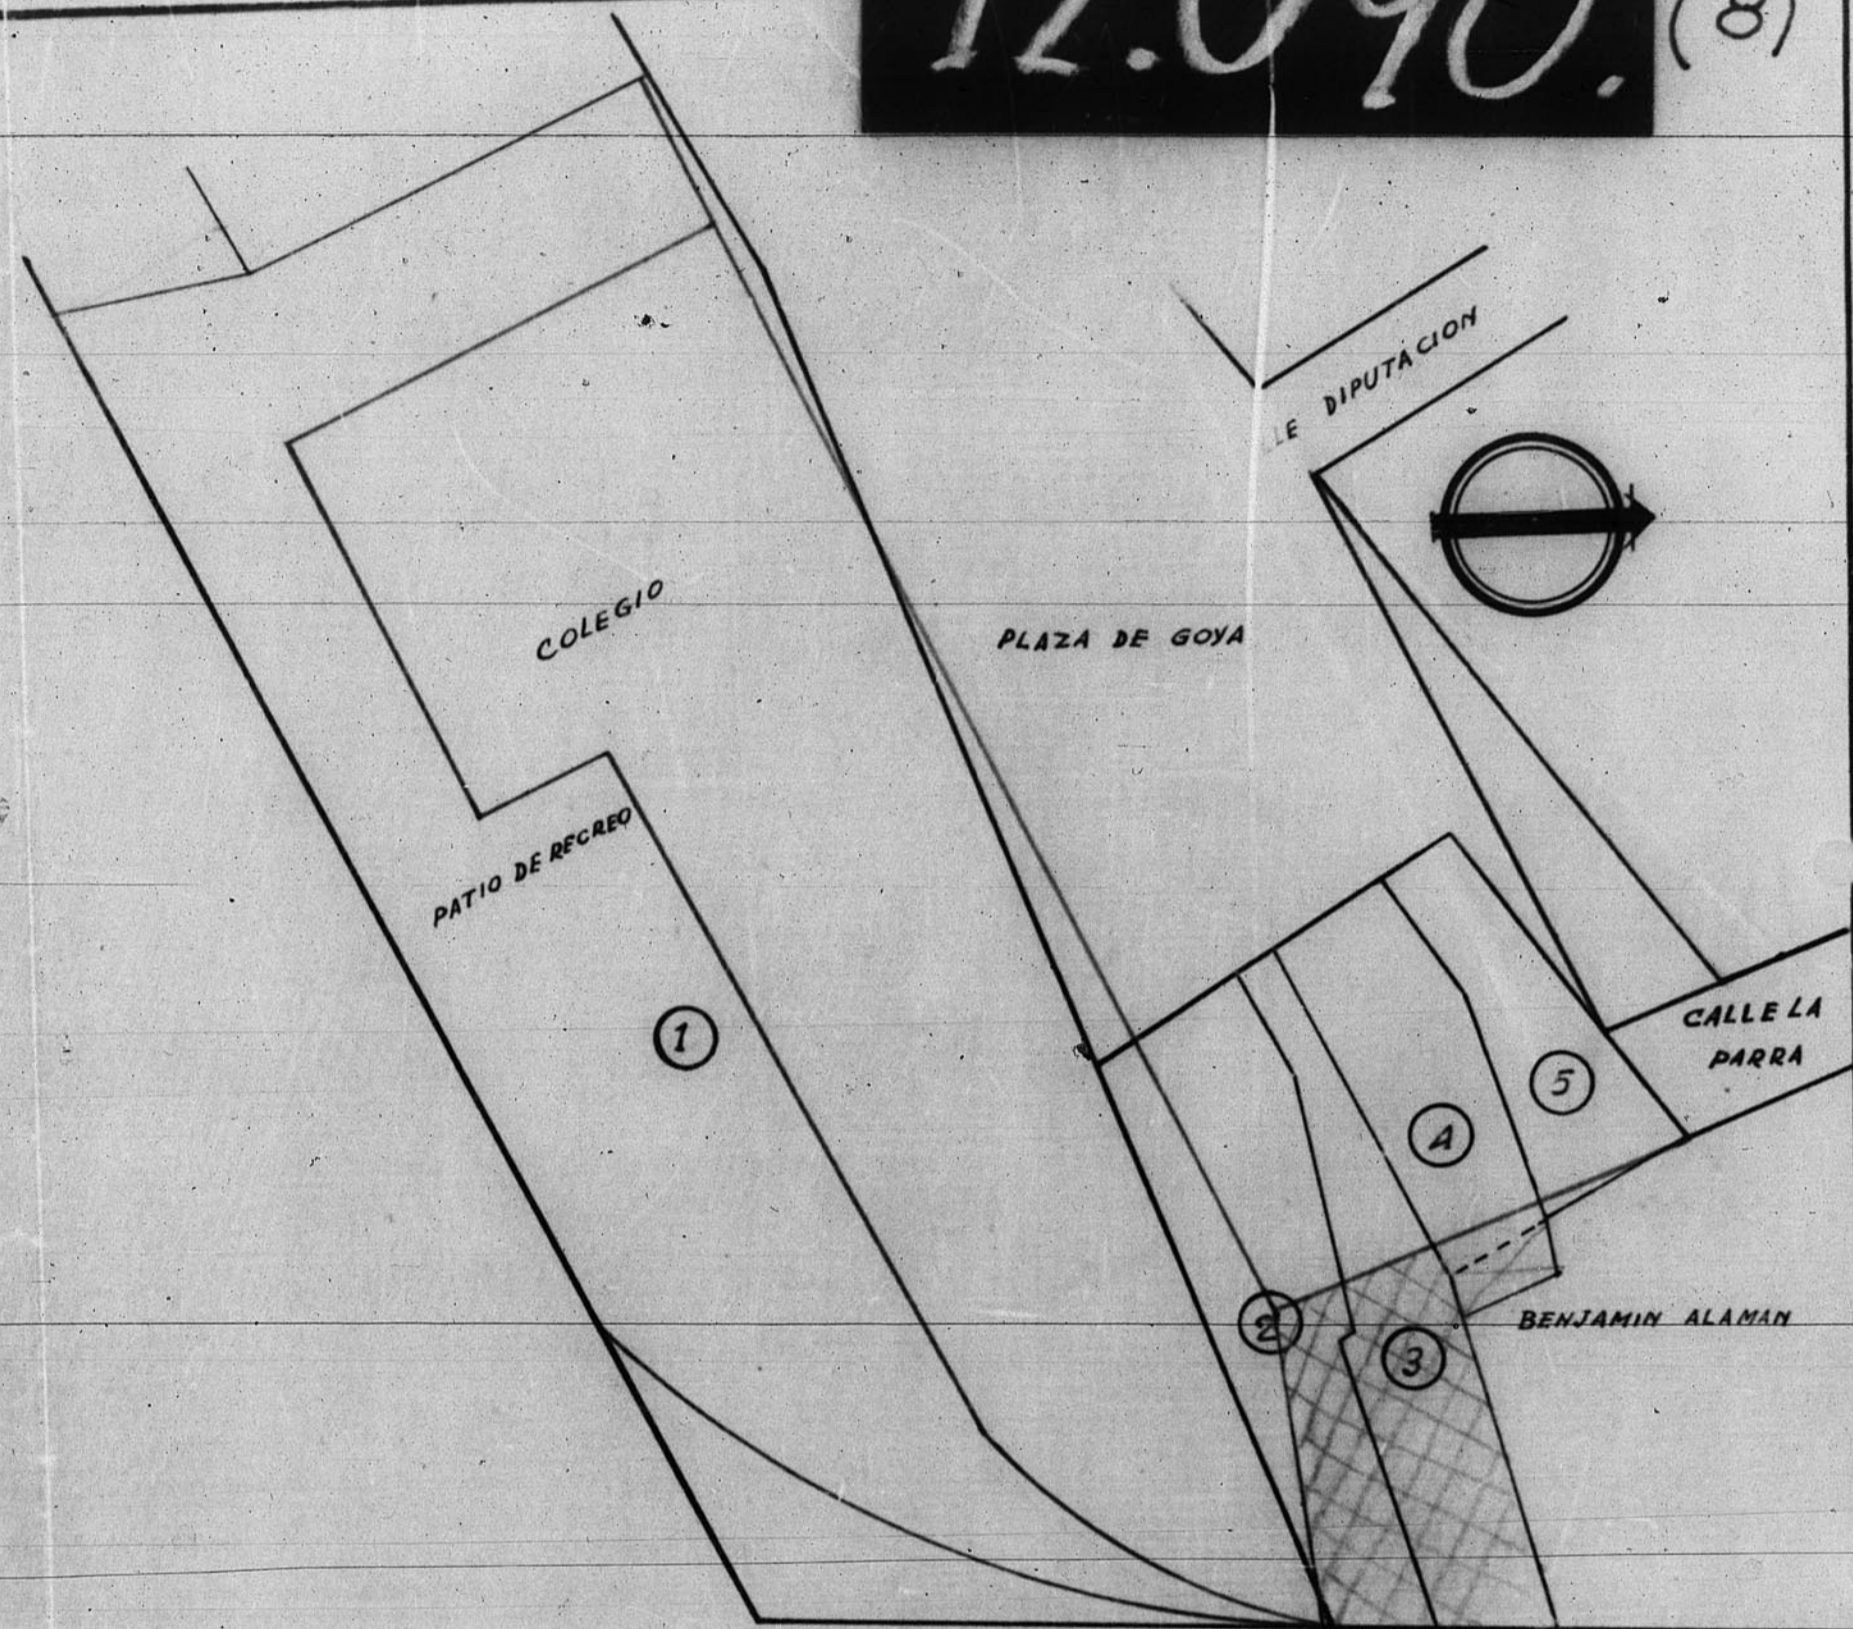 12.090. (8)
LE DIPUTACION
COLEGIO
PLAZA DE GOYA
PATIO DE RECREO
1
CALLE LA
PARRA
5
4
2
3
BENJAMIN ALAMAN